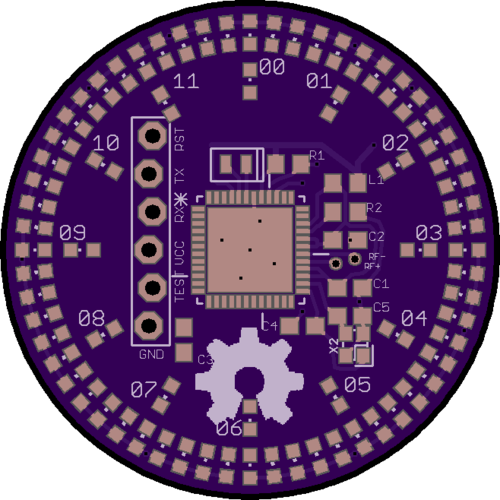 00
11
01
RST
10
02
R1
TX
L1
RX
R2
09
03
C2
VCC
RF-
RF+
TEST
C1
C5
08
C4
04
X2
GND
C3
07
05
06